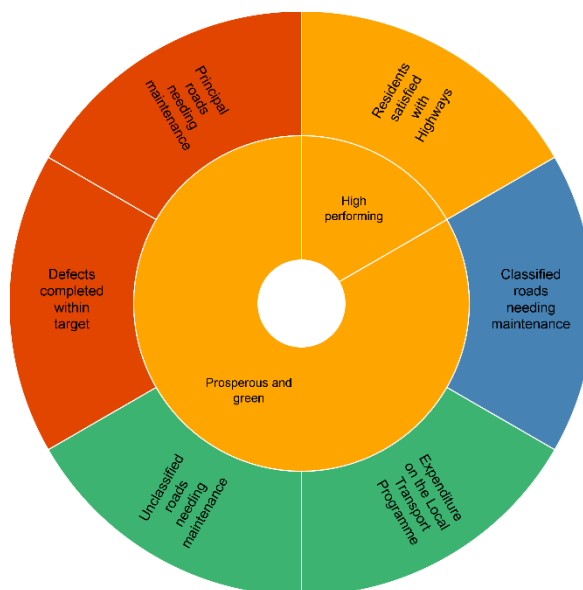 Principal
roads
needing
maintenance
Residents
satisfied
with
Highways
High
performing
Defects
completed
within
target
Classified
roads
needing
maintenance
Prosperous and
green
Unclassified
roads
needing
maintenance
Expenditure
on the Local
Transport
Programme